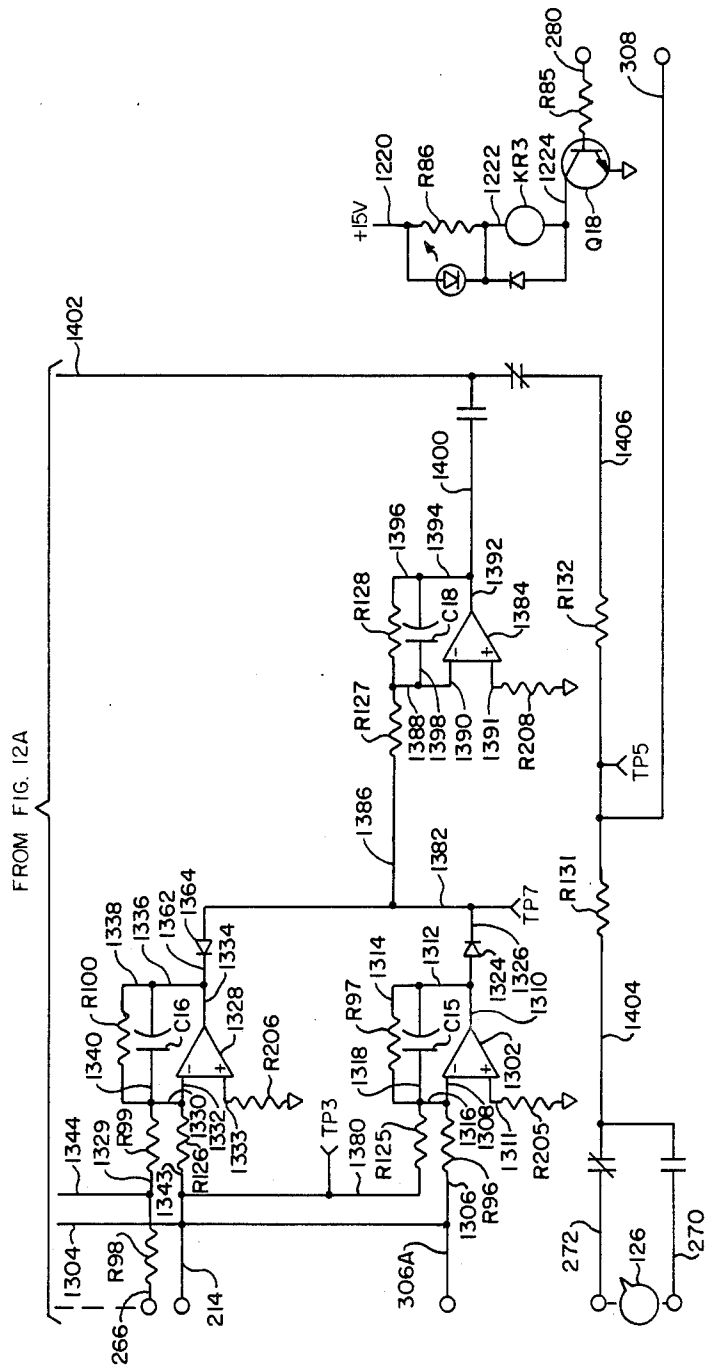 FROM FIG. 12A
1304
1344
1338
1336
1362
1364
R100
1340
C16
1334
R99
1329
1328
R98
266
1343
R126
1330
1332
1333
R206
214
TP3
1380
1314
1312
R97
1318
C15
1324
1326
1310
R125
1302
306A
1306
R96
1316
1308
1311
R205
1382
TP7
1386
R127
R128
1396
1394
C18
1392
1388
1398
1390
1384
1391
R208
1400
1402
272
126
270
1404
R131
TP5
R132
1406
308
+15V
1220
R86
1222
KR3
1224
Q18
R85
280